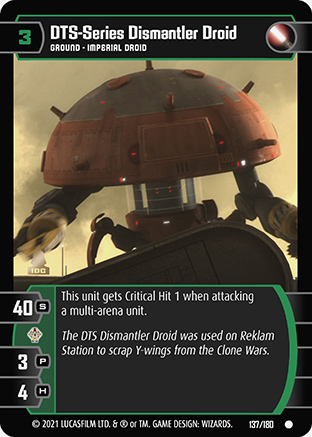 3
DTS-Series Dismantler Droid
GROUND - IMPERIAL DROID
100
40 S
This unit gets Critical Hit 1 when attacking
a multi-arena unit.
The DTS Dismantler Droid was used on Reklam
Station to scrap Y-wings from the Clone Wars.
3 P
4 H
© 2021 LUCASFILM LTD. & ® OR TM. GAME DESIGN: WIZARDS. 137/180